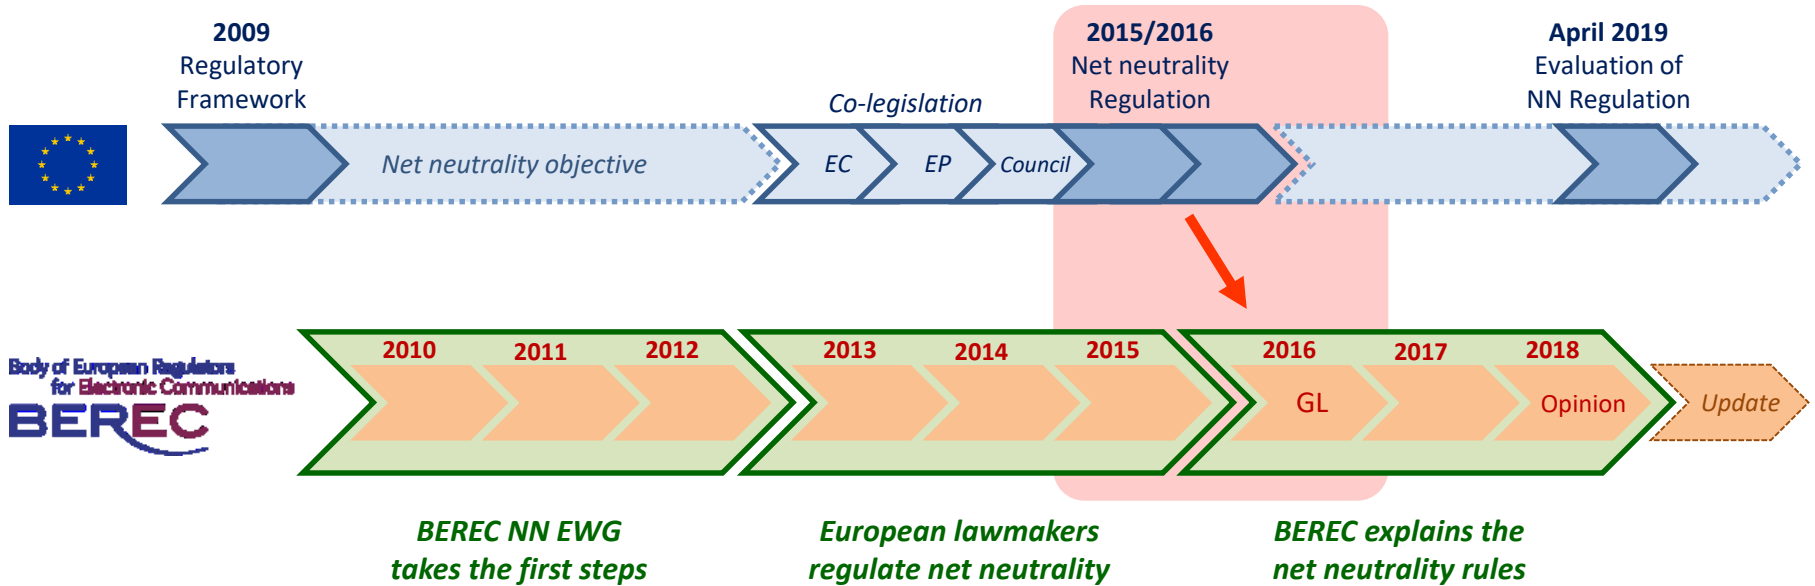 2009
Regulatory
Framework
2015/2016
Net neutrality
Regulation
April 2019
Evaluation of
NN Regulation
Co-legislation
Net neutrality objective
EC
EP
Council
2010
2011
2012
2013
2014
2015
2016
2017
2018
Body of European Regulators
for Electronic Communications
BEREC
GL
Opinion
Update
BEREC NN EWG
takes the first steps
European lawmakers
regulate net neutrality
BEREC explains the
net neutrality rules